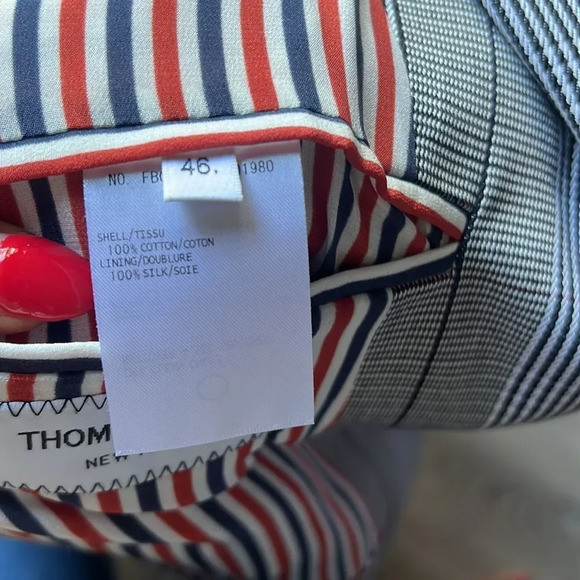 46.
NO. FB 1980
SHELL/TISSU
100% COTTON/COTON
LINING/DOUBLURE
100% SILK/SOIE
THOM
NEW